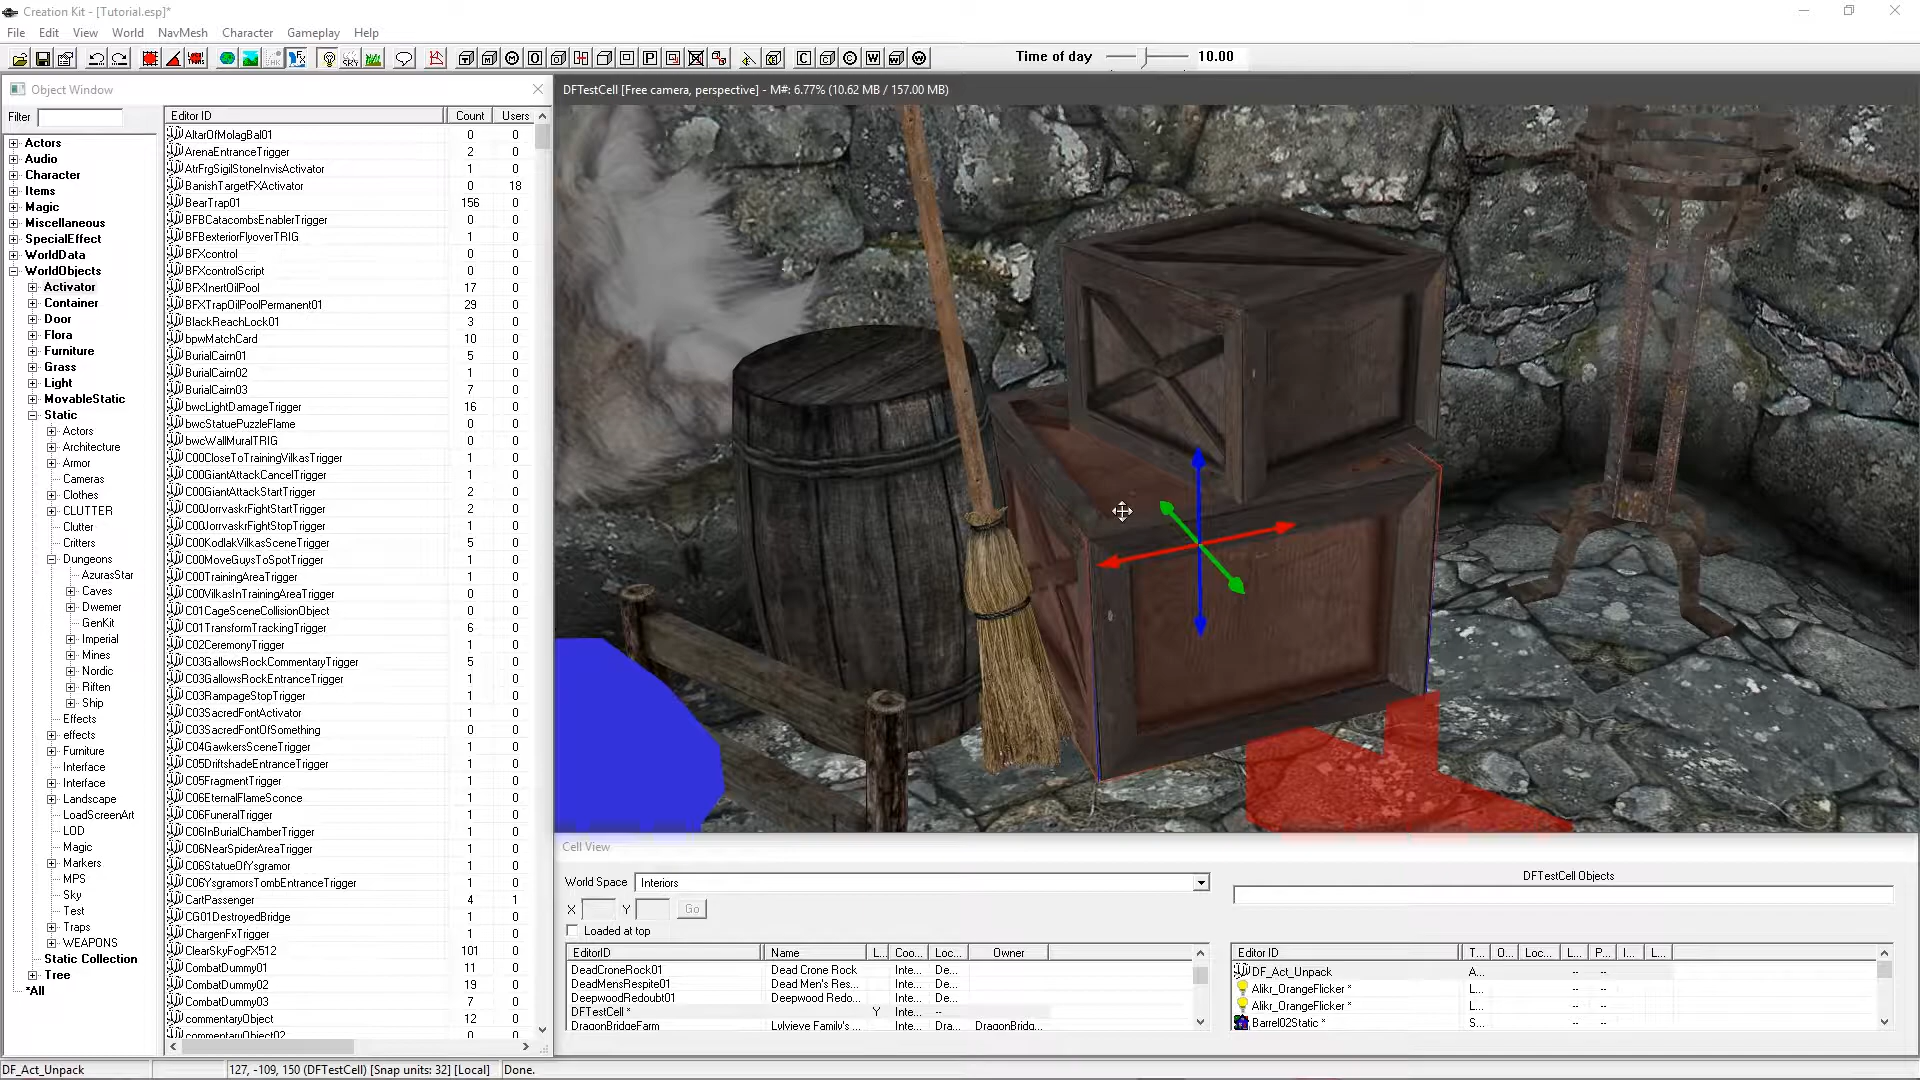 Creation Kit - [Tutorial.esp]*
File Edit View World NavMesh Character Gameplay Help
Time of day 10.00
Object Window
DFTestCell [Free camera, perspective] - M#: 6.77% (10.62 MB / 157.00 MB)
Filter
Actors
Audio
Character
Items
Magic
Miscellaneous
SpecialEffect
WorldData
WorldObjects
Activator
Container
Door
Flora
Furniture
Grass
Light
MovableStatic
Static
Actors
Architecture
Armor
Cameras
Clothes
CLUTTER
Clutter
Critters
Dungeons
AzurasStar
Caves
Dwemer
GenKit
Imperial
Mines
Nordic
Riften
Ship
Effects
effects
Furniture
Interface
Interface
Landscape
LoadScreenArt
LOD
Magic
Markers
MPS
Sky
Test
Traps
WEAPONS
Static Collection
Tree
*All
Editor ID Count Users
AltarOfMolagBal01 0 0
ArenaEntranceTrigger 2 0
AtrFrgSigilStoneInvisActivator 1 0
BanishTargetFXActivator 0 18
BearTrap01 156 0
BFBCatacombsEnablerTrigger 0 0
BFBexteriorFlyoverTRIG 1 0
BFXcontrol 0 0
BFXcontrolScript 0 0
BFXInertOilPool 17 0
BFXTrapOilPoolPermanent01 29 0
BlackReachLock01 3 0
bpwMatchCard 10 0
BurialCairn01 5 0
BurialCairn02 1 0
BurialCairn03 7 0
bwcLightDamageTrigger 16 0
bwcStatuePuzzleFlame 0 0
bwcWallMuralTRIG 0 0
C00CloseToTrainingVilkasTrigger 1 0
C00GiantAttackCancelTrigger 1 0
C00GiantAttackStartTrigger 2 0
C00JorrvaskrFightStartTrigger 2 0
C00JorrvaskrFightStopTrigger 1 0
C00KodlakVilkasSceneTrigger 5 0
C00MoveGuysToSpotTrigger 1 0
C00TrainingAreaTrigger 1 0
C00VilkasInTrainingAreaTrigger 0 0
C01CageSceneCollisionObject 0 0
C01TransformTrackingTrigger 6 0
C02CeremonyTrigger 1 0
C03GallowsRockCommentaryTrigger 5 0
C03GallowsRockEntranceTrigger 1 0
C03RampageStopTrigger 1 0
C03SacredFontActivator 1 0
C03SacredFontOfSomething 0 0
C04GawkersSceneTrigger 1 0
C05DriftshadeEntranceTrigger 1 0
C05FragmentTrigger 1 0
C06EternalFlameSconce 1 0
C06FuneralTrigger 1 0
C06InBurialChamberTrigger 1 0
C06NearSpiderAreaTrigger 1 0
C06StatueOfYsgramor 1 0
C06YsgramorsTombEntranceTrigger 1 0
CartPassenger 4 1
CG01DestroyedBridge 1 0
ChargenFxTrigger 1 0
ClearSkyFogFX512 101 0
CombatDummy01 11 0
CombatDummy02 19 0
CombatDummy03 7 0
commentaryObject 12 0
commentaryObject02 0 0
Cell View
World Space Interiors
X Y Go
Loaded at top
EditorID Name L... Coo... Loc... Owner
DeadCroneRock01 Dead Crone Rock Inte... De...
DeadMensRespite01 Dead Men's Res... Inte... De...
DeepwoodRedoubt01 Deepwood Redo... Inte... De...
DFTestCell * Y Inte... --
DragonBridgeFarm Lylvieve Family's ... Inte... Dra... DragonBridg...
DFTestCell Objects
Editor ID T... O... Loc... L... P... I... L...
DF_Act_Unpack A... -- --
Alikr_OrangeFlicker * L... -- --
Alikr_OrangeFlicker * L... -- --
Barrel02Static * S... -- --
DF_Act_Unpack 127, -109, 150 (DFTestCell) [Snap units: 32] [Local] Done.